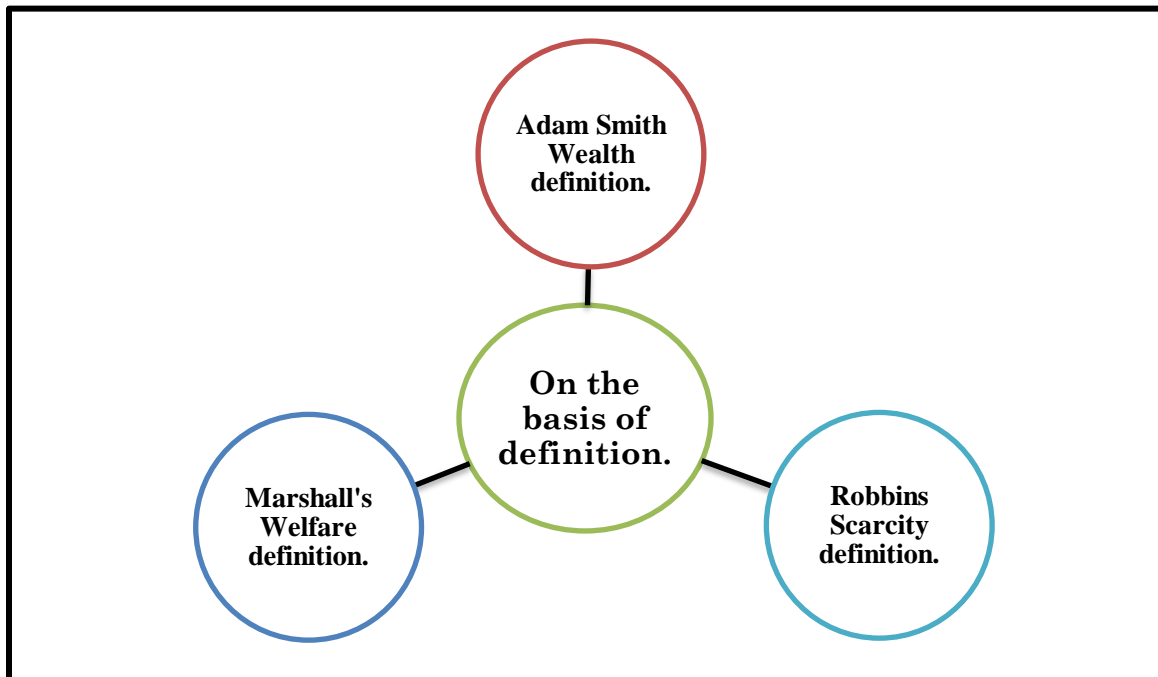 Adam Smith
Wealth
definition.
On the
basis of
definition.
Marshall's
Welfare
definition.
Robbins
Scarcity
definition.